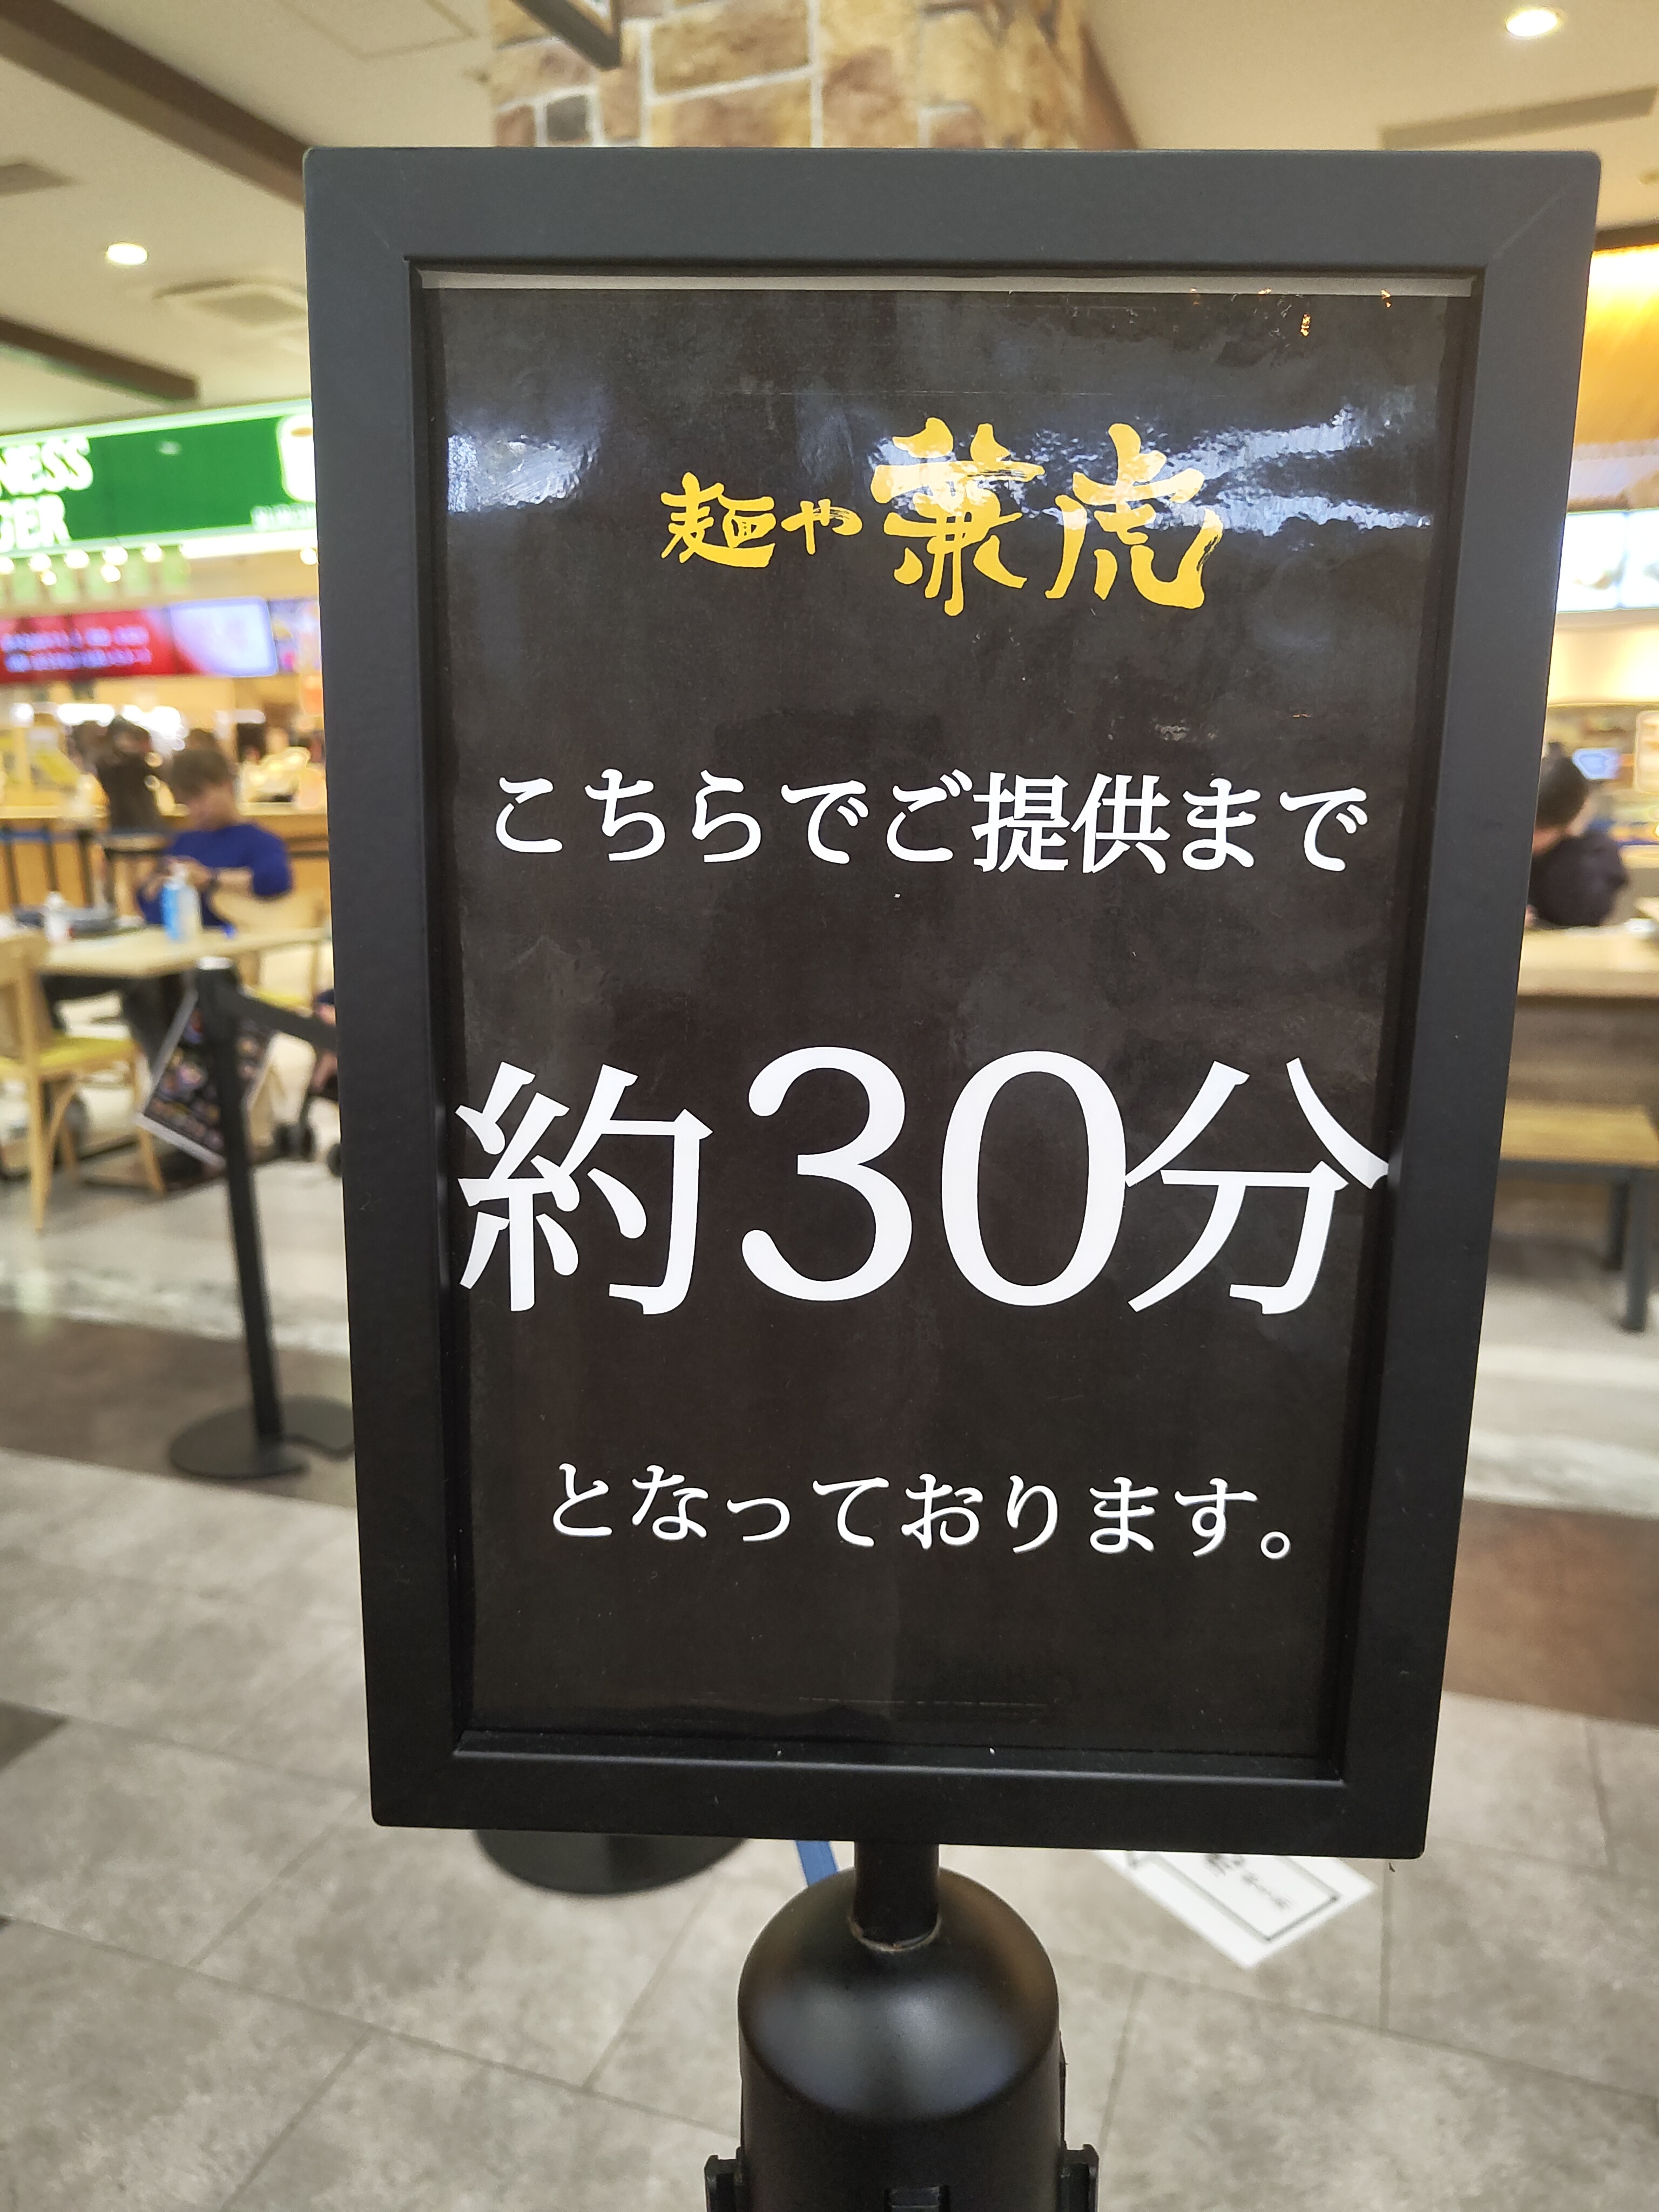 麺や兼虎
こちらでご提供まで
約30分
となっております。
NESS